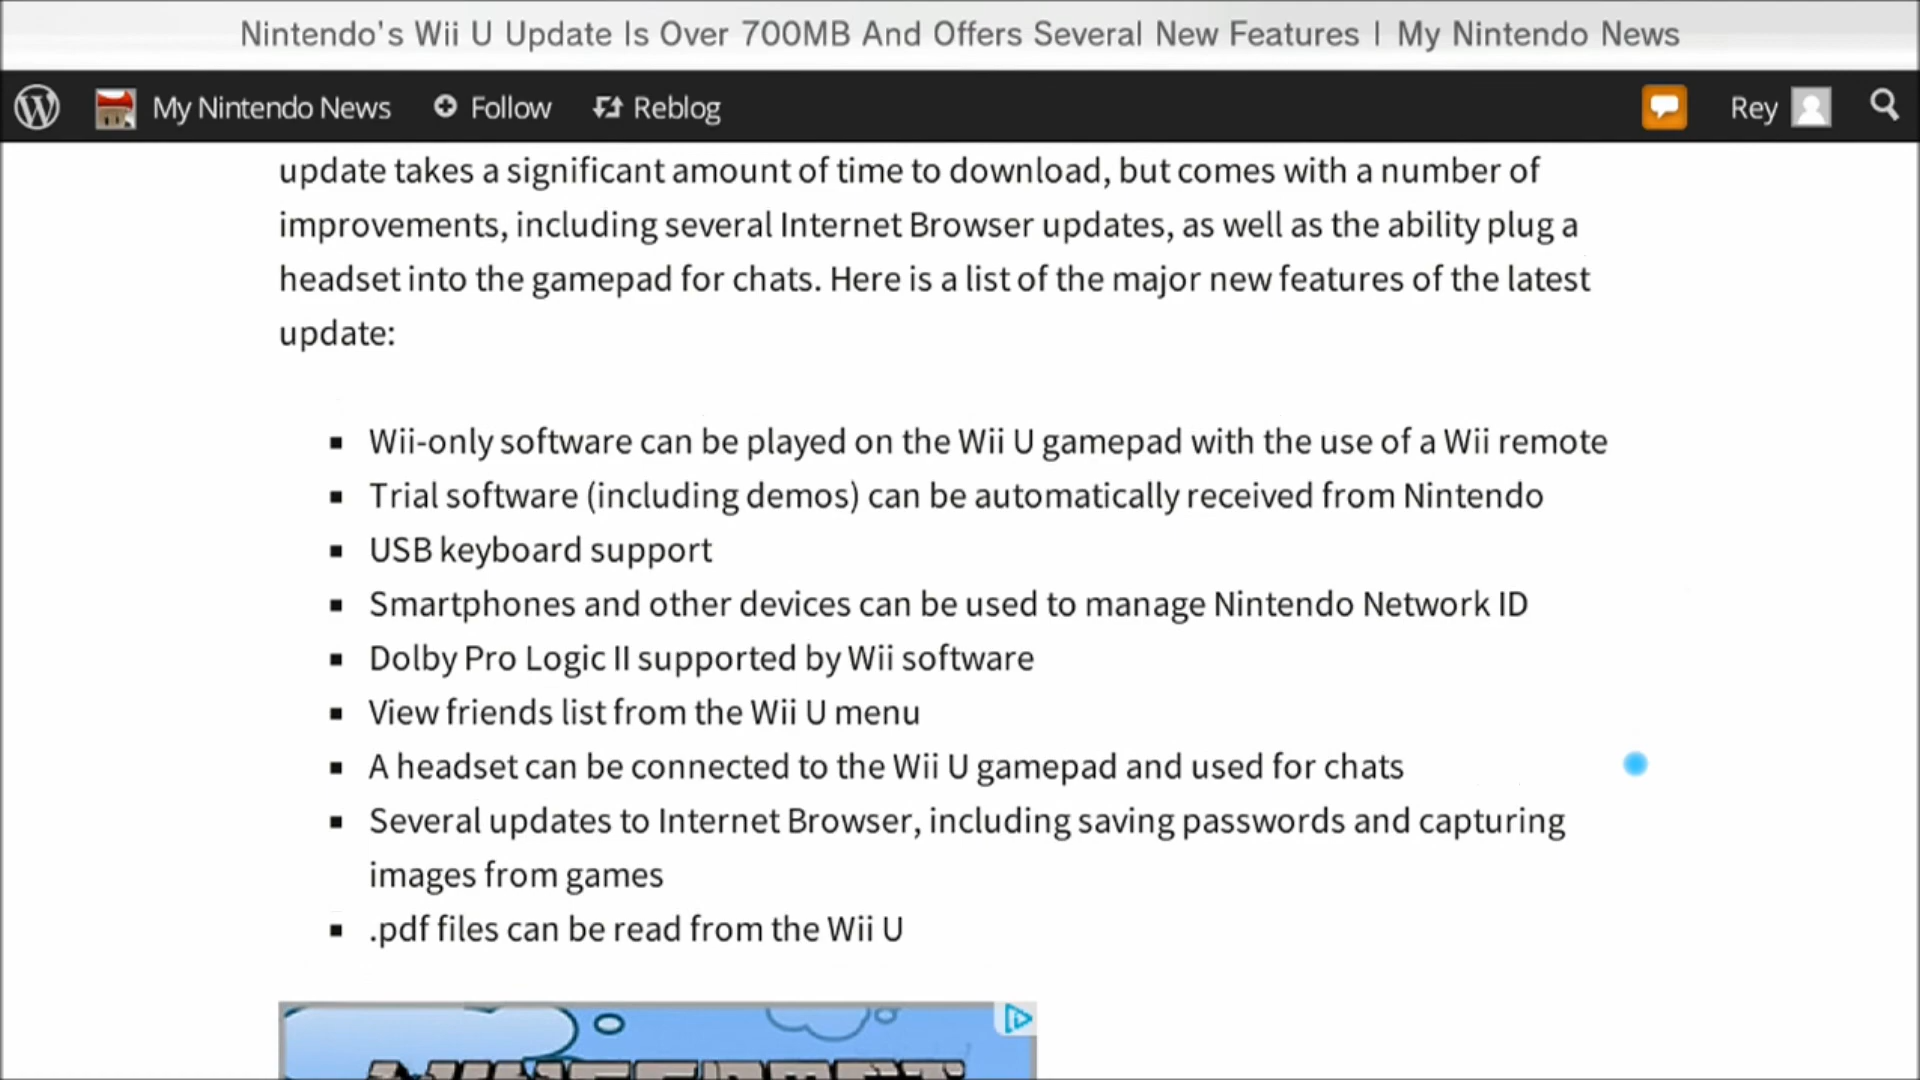 Nintendo's Wii U Update Is Over 700MB And Offers Several New Features | My Nintendo News
My Nintendo News Follow Reblog Rey
update takes a significant amount of time to download, but comes with a number of
improvements, including several Internet Browser updates, as well as the ability plug a
headset into the gamepad for chats. Here is a list of the major new features of the latest
update:
▪ Wii-only software can be played on the Wii U gamepad with the use of a Wii remote
▪ Trial software (including demos) can be automatically received from Nintendo
▪ USB keyboard support
▪ Smartphones and other devices can be used to manage Nintendo Network ID
▪ Dolby Pro Logic II supported by Wii software
▪ View friends list from the Wii U menu
▪ A headset can be connected to the Wii U gamepad and used for chats
▪ Several updates to Internet Browser, including saving passwords and capturing
images from games
▪ .pdf files can be read from the Wii U